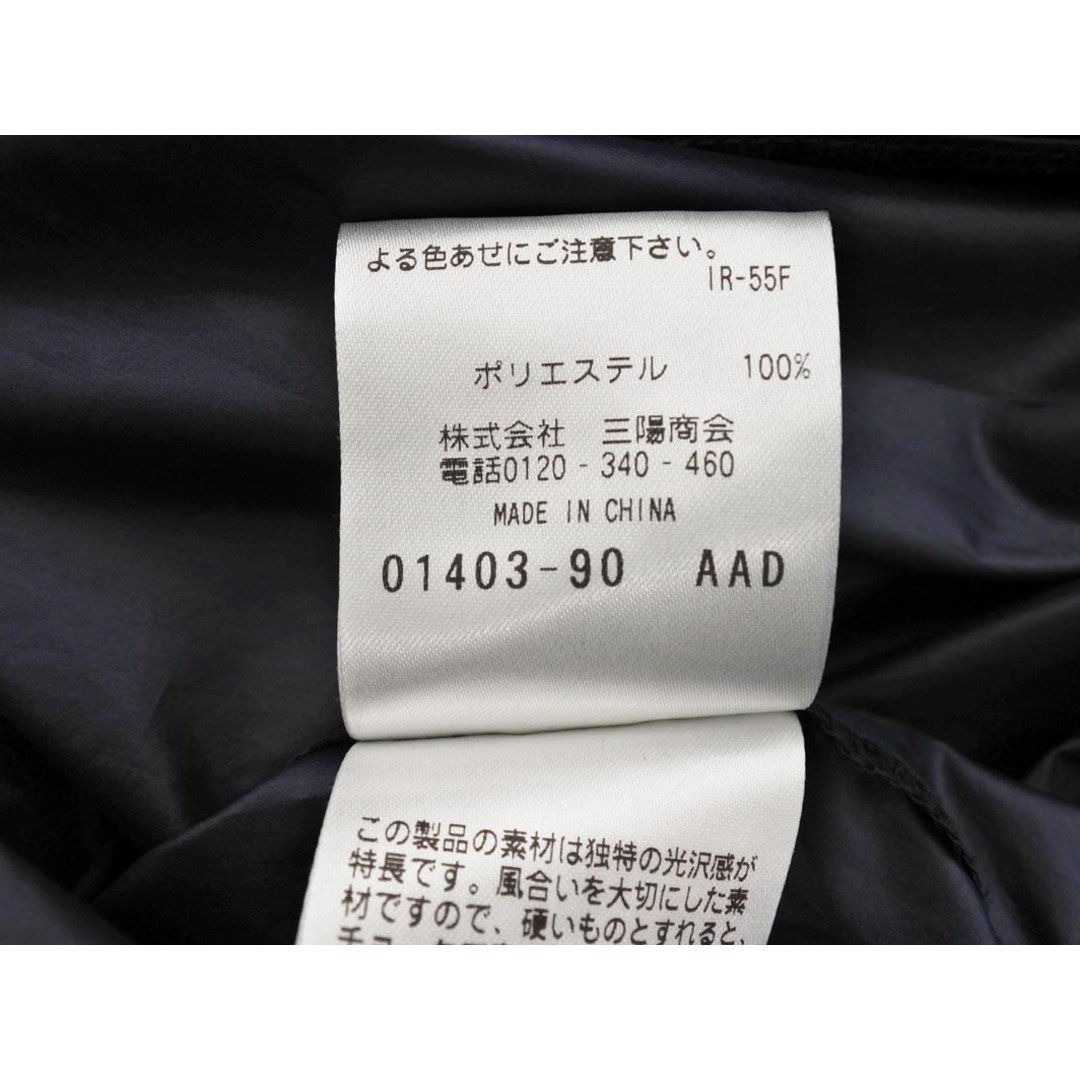 よる色あせにご注意下さい。
IR-55F
ポリエステル 100%
株式会社 三陽商会
電話0120-340-460
MADE IN CHINA
01403-90 AAD
この製品の素材は独特の光沢感が
特長です。風合いを大切にした素
材ですので、硬いものとすれると、